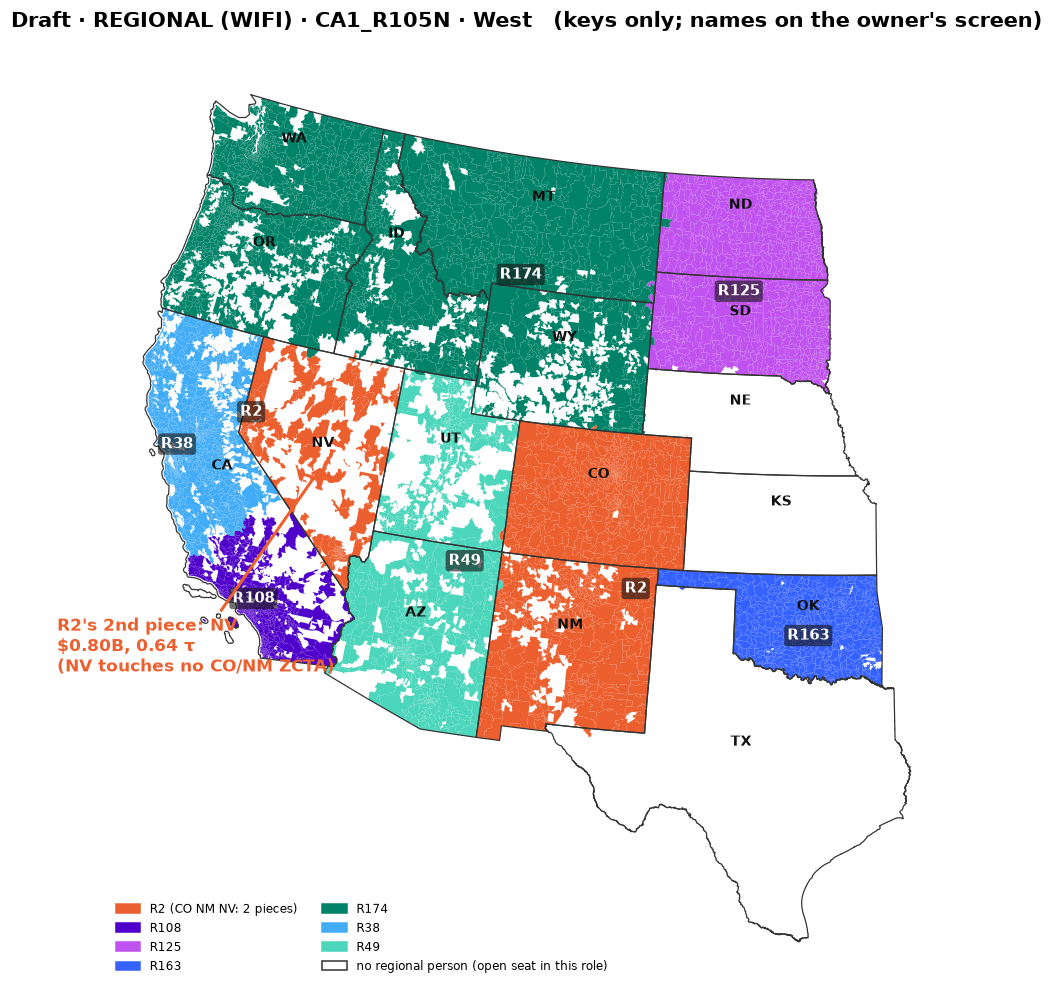 Draft · REGIONAL (WIFI) · CA1_R105N · West   (keys only; names on the owner's screen)
WA
MT
ND
OR
ID
R174
R125
SD
WY
NE
R2
R38
NV
UT
CA
CO
KS
R49
R2
R108
AZ
NM
OK
R163
R2's 2nd piece: NV
$0.80B, 0.64 τ
(NV touches no CO/NM ZCTA)
TX
R2 (CO NM NV: 2 pieces)
R108
R125
R163
R174
R38
R49
no regional person (open seat in this role)